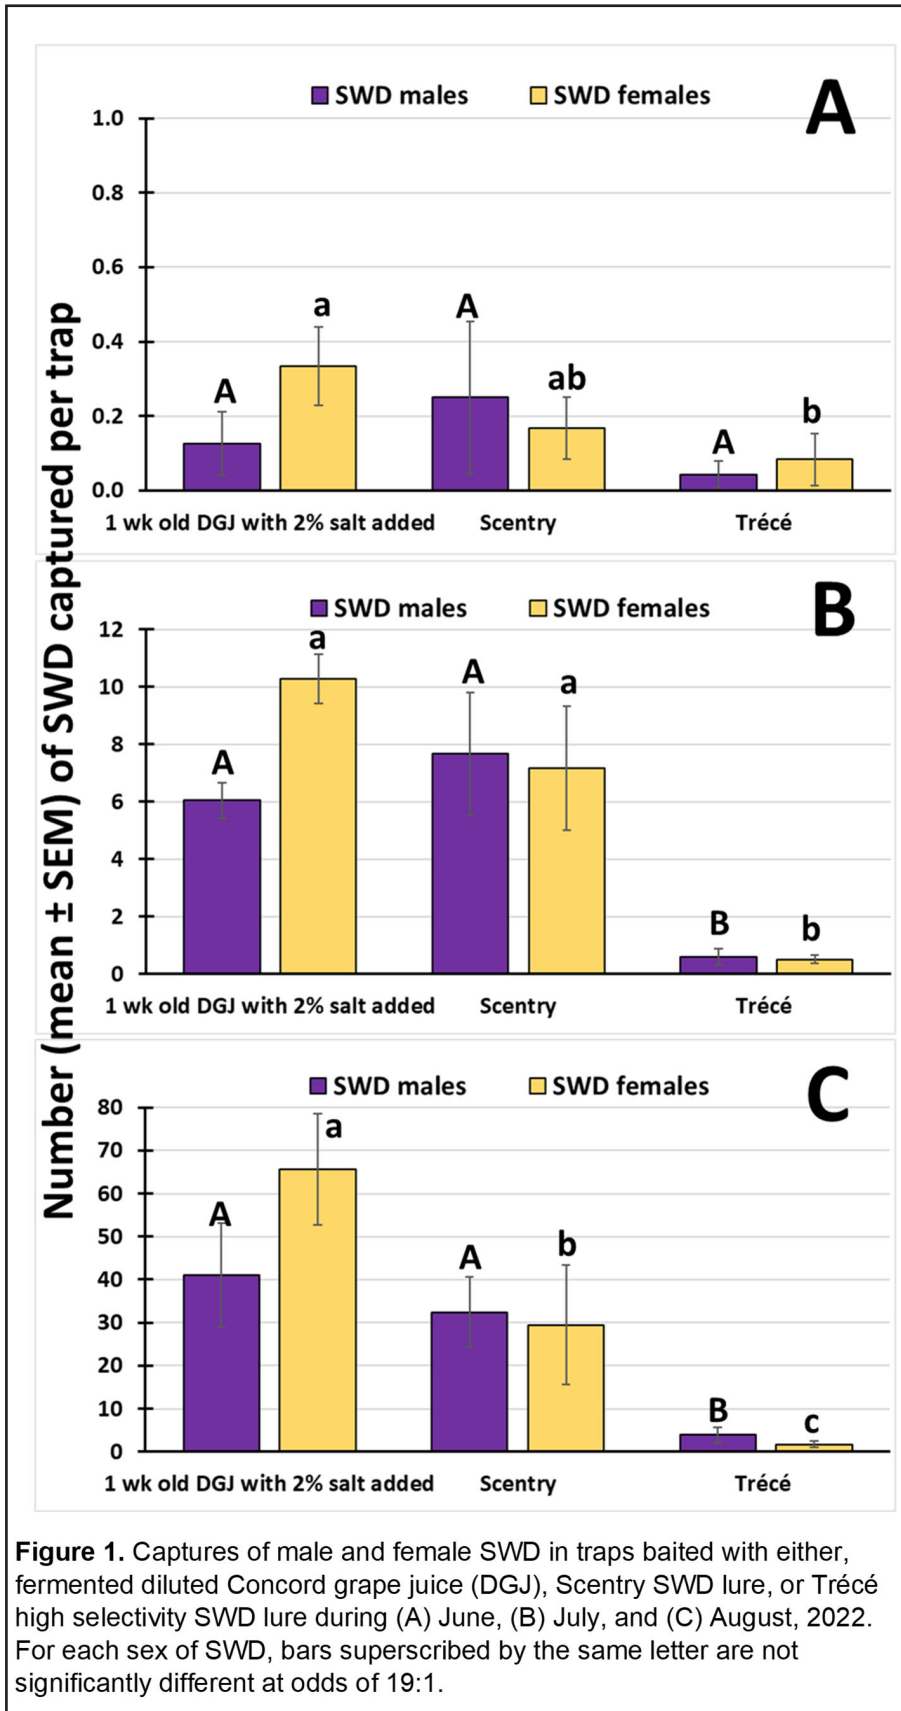 Number (mean ± SEM) of SWD captured per trap
SWD males SWD females
A
1.0
0.8
0.6
0.4
0.2
0.0
A a A ab A b
1 wk old DGJ with 2% salt added Scentry Trécé
SWD males SWD females
B
12
10
8
6
4
2
0
A a A a B b
1 wk old DGJ with 2% salt added Scentry Trécé
SWD males SWD females
C
80
70
60
50
40
30
20
10
0
A a A b B c
1 wk old DGJ with 2% salt added Scentry Trécé
Figure 1. Captures of male and female SWD in traps baited with either,
fermented diluted Concord grape juice (DGJ), Scentry SWD lure, or Trécé
high selectivity SWD lure during (A) June, (B) July, and (C) August, 2022.
For each sex of SWD, bars superscribed by the same letter are not
significantly different at odds of 19:1.